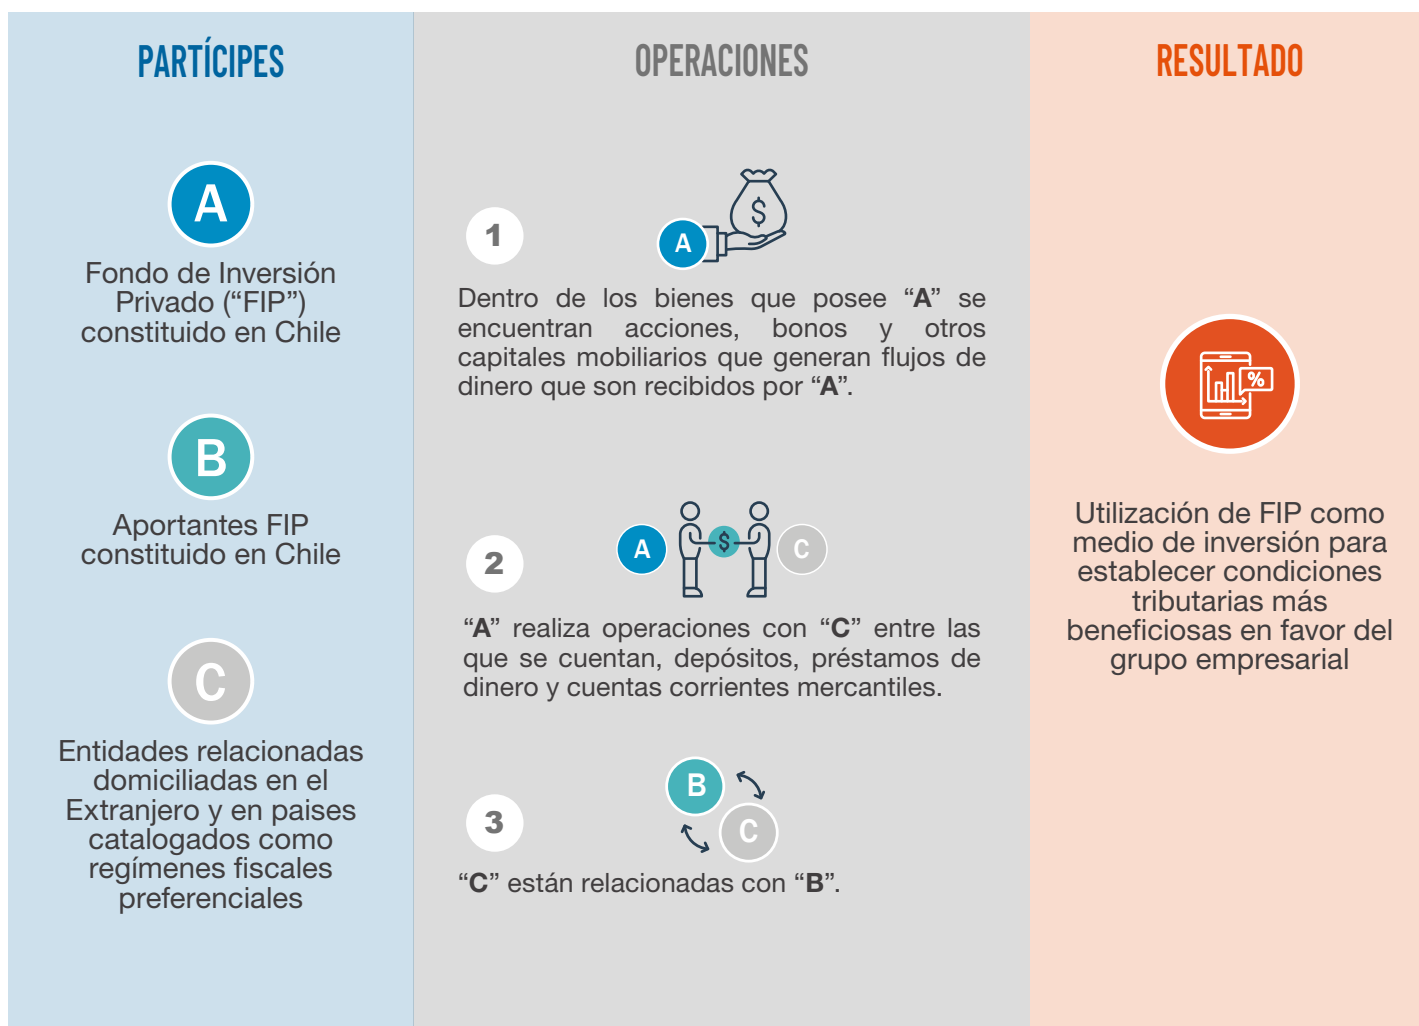 PARTÍCIPES
A
Fondo de Inversión
Privado (“FIP”)
constituido en Chile
B
Aportantes FIP
constituido en Chile
C
Entidades relacionadas
domiciliadas en el
Extranjero y en paises
catalogados como
regímenes fiscales
preferenciales
OPERACIONES
1
A
$
Dentro de los bienes que posee “A” se
encuentran acciones, bonos y otros
capitales mobiliarios que generan flujos de
dinero que son recibidos por “A”.
2
A
$
C
“A” realiza operaciones con “C” entre las
que se cuentan, depósitos, préstamos de
dinero y cuentas corrientes mercantiles.
3
B
C
“C” están relacionadas con “B”.
RESULTADO
%
Utilización de FIP como
medio de inversión para
establecer condiciones
tributarias más
beneficiosas en favor del
grupo empresarial